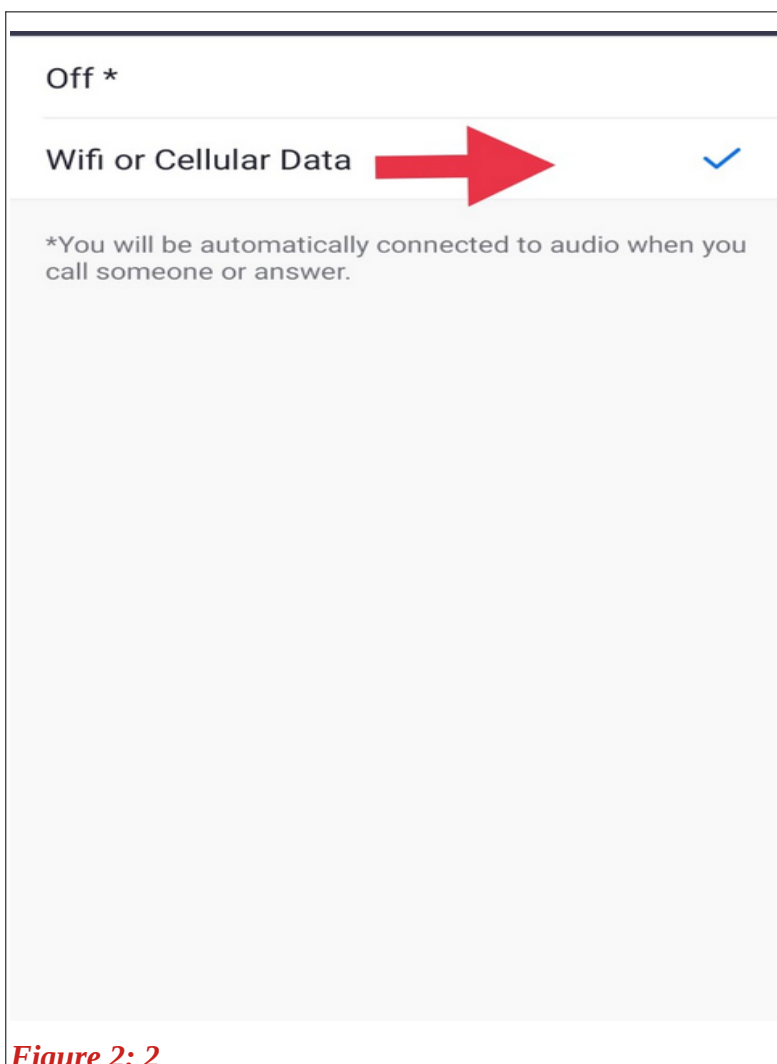 Off *
Wifi or Cellular Data
*You will be automatically connected to audio when you
call someone or answer.
Figure 2: 2